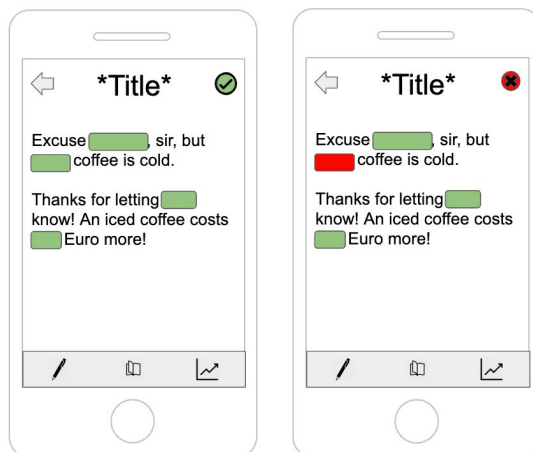 *Title*
Excuse , sir, but
coffee is cold.
Thanks for letting
know! An iced coffee costs
Euro more!
*Title*
Excuse , sir, but
coffee is cold.
Thanks for letting
know! An iced coffee costs
Euro more!